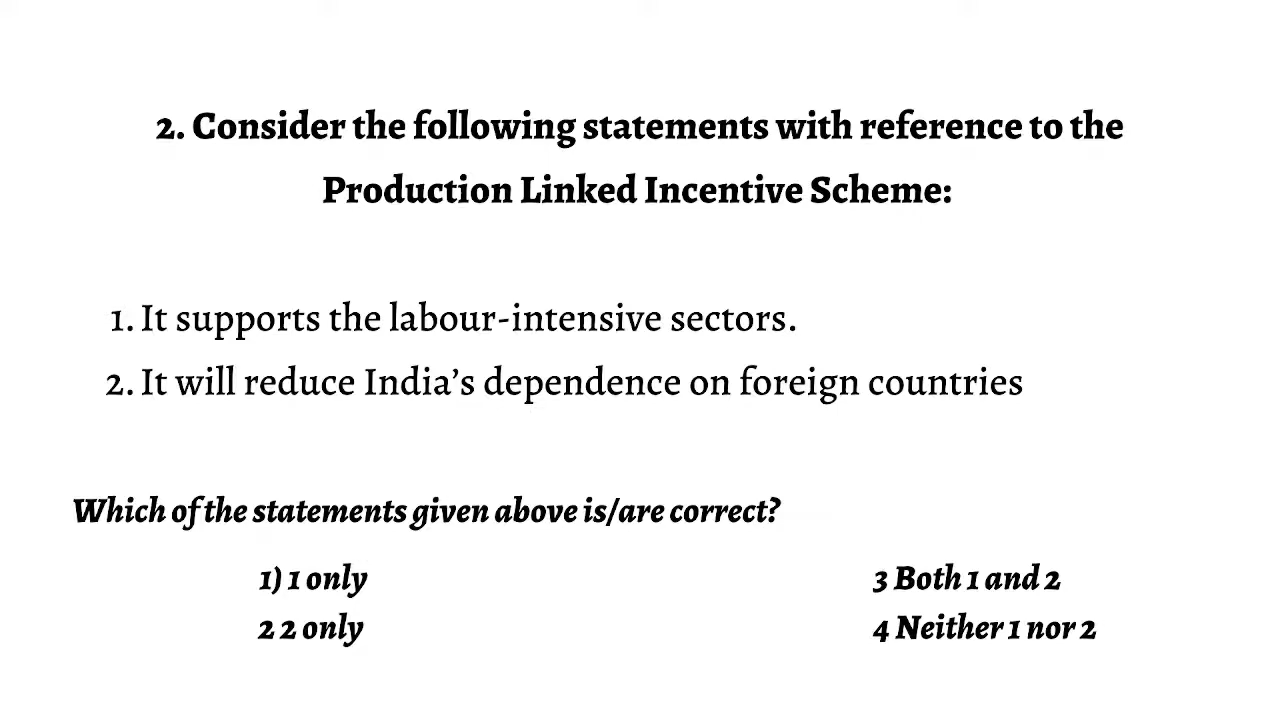 2. Consider the following statements with reference to the
Production Linked Incentive Scheme:
1. It supports the labour-intensive sectors.
2. It will reduce India’s dependence on foreign countries
Which of the statements given above is/are correct?
1) 1 only
2 2 only
3 Both 1 and 2
4 Neither 1 nor 2